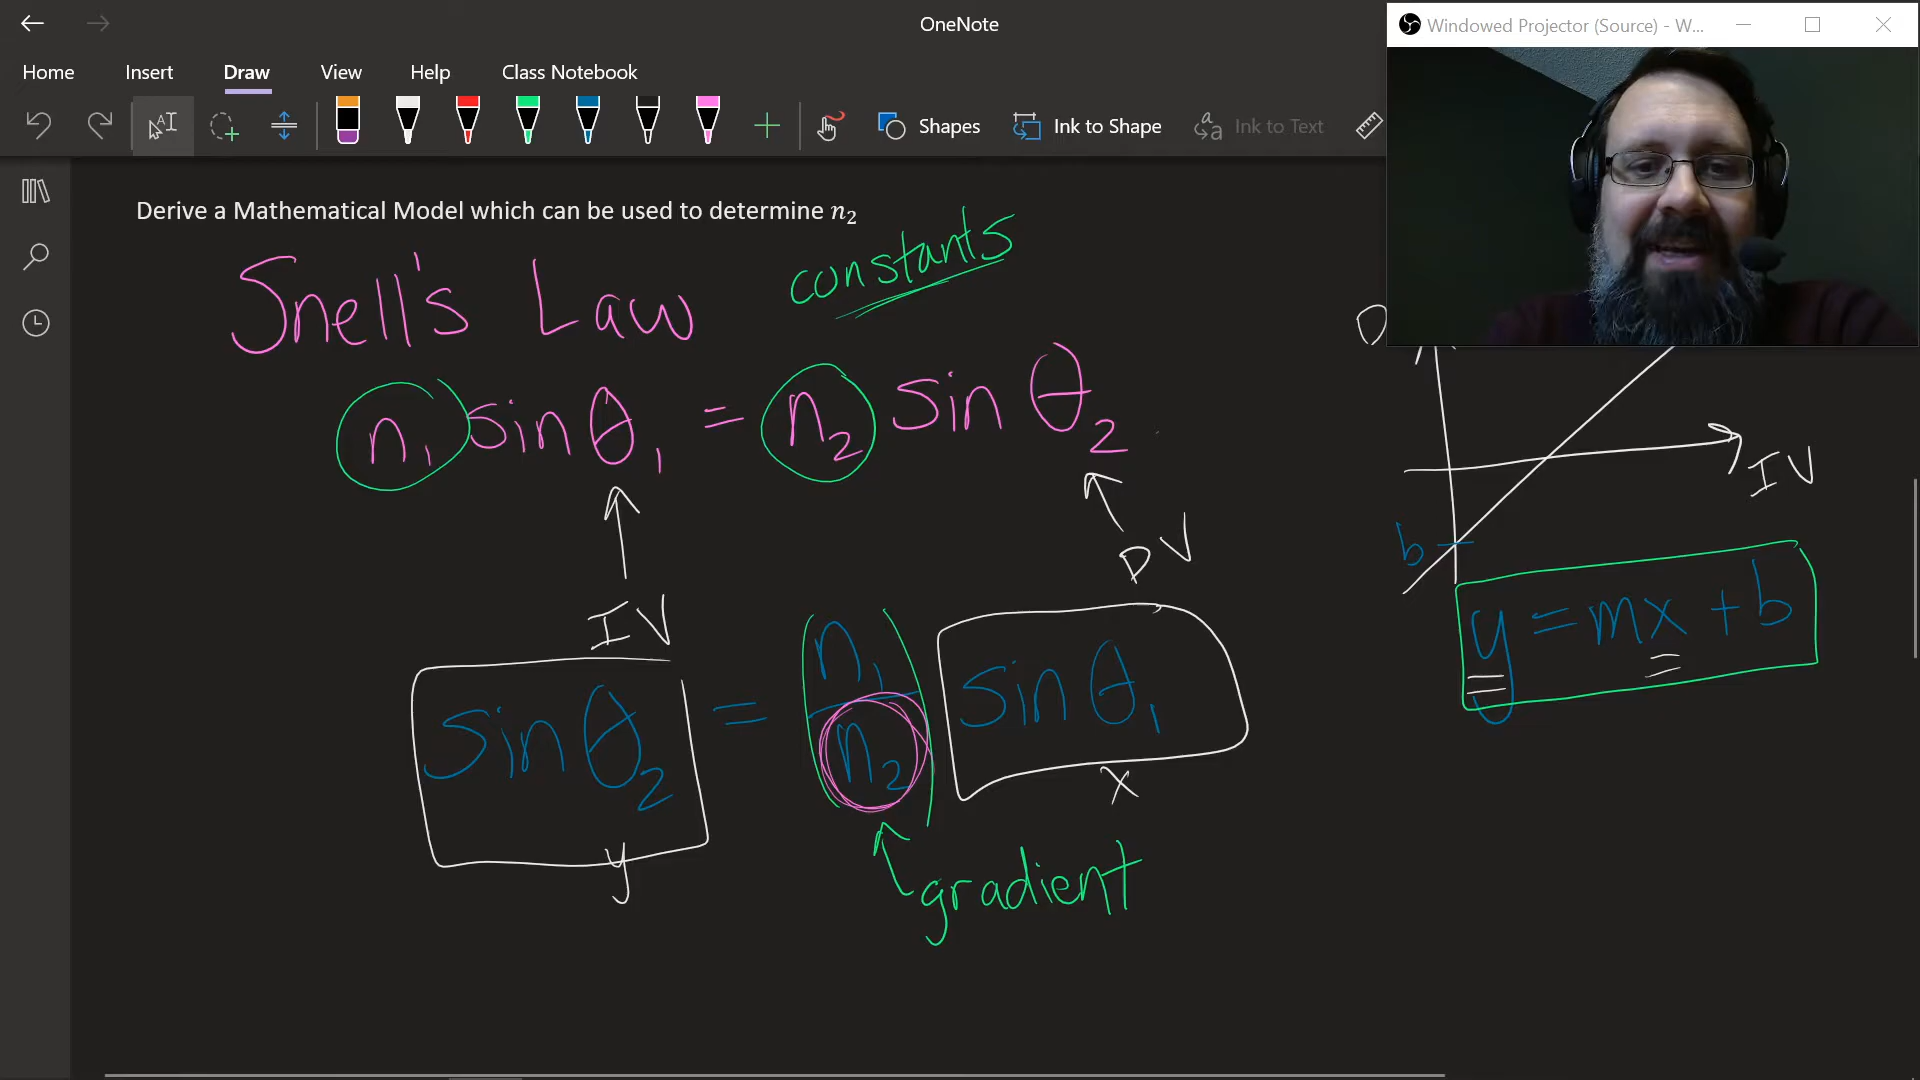 OneNote
Windowed Projector (Source) - W...
Home Insert Draw View Help Class Notebook
Shapes Ink to Shape Ink to Text
Derive a Mathematical Model which can be used to determine n₂
constants
Snell's Law
n₁ sin θ₁ = n₂ sin θ₂
IV
DV
sin θ₂ = n₁/n₂ sin θ₁
y
x
gradient
D
IV
b
y = mx + b